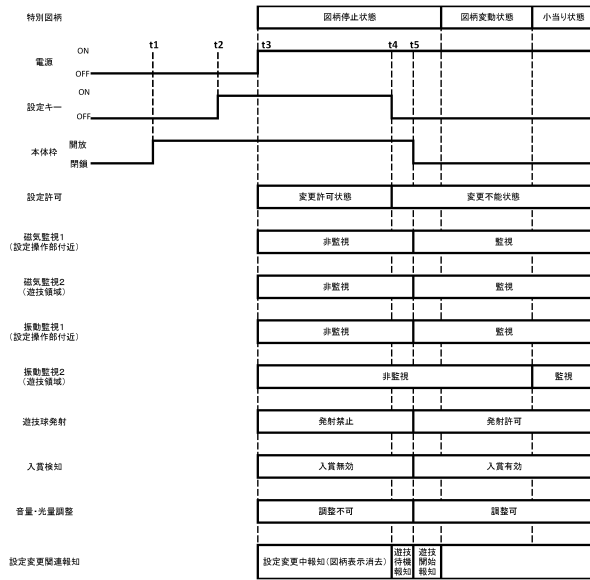 特別図柄
図柄停止状態
図柄変動状態
小当り状態
t1
t2
t3
t4
t5
電源
ON
OFF
設定キー
ON
OFF
本体枠
開放
閉鎖
設定許可
変更許可状態
変更不能状態
磁気監視1
(設定操作部付近)
非監視
監視
磁気監視2
(遊技領域)
非監視
監視
振動監視1
(設定操作部付近)
非監視
監視
振動監視2
(遊技領域)
非監視
監視
遊技球発射
発射禁止
発射許可
入賞検知
入賞無効
入賞有効
音量・光量調整
調整不可
調整可
設定変更関連報知
設定変更中報知(図柄表示消去)
遊技
待機
報知
遊技
開始
報知